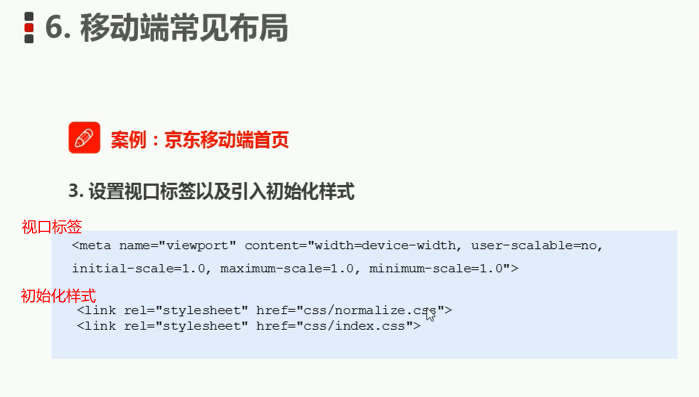 6. 移动端常见布局
案例：京东移动端首页
3. 设置视口标签以及引入初始化样式
视口标签
<meta name="viewport" content="width=device-width, user-scalable=no,
initial-scale=1.0, maximum-scale=1.0, minimum-scale=1.0">
初始化样式
<link rel="stylesheet" href="css/normalize.css">
<link rel="stylesheet" href="css/index.css">